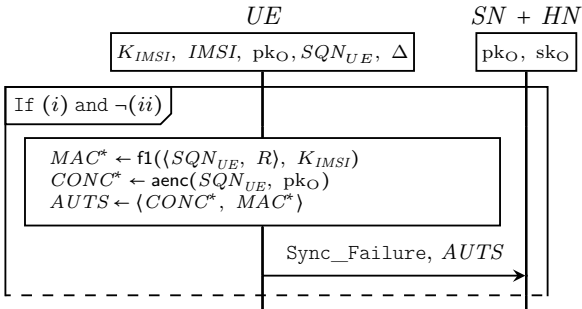 UE SN + HN
K_IMSI, IMSI, pk_O, SQN_UE, Δ pk_O, sk_O
If (i) and ¬(ii)
MAC* ← f1(⟨SQN_UE, R⟩, K_IMSI)
CONC* ← aenc(SQN_UE, pk_O)
AUTS ← ⟨CONC*, MAC*⟩
Sync_Failure, AUTS